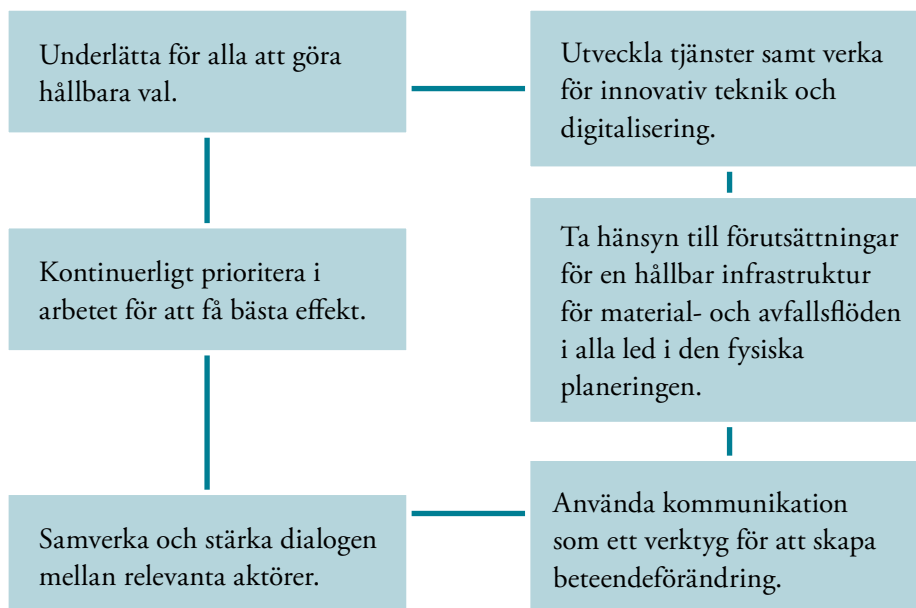 Underlätta för alla att göra
hållbara val.
Utveckla tjänster samt verka
för innovativ teknik och
digitalisering.
Kontinuerligt prioritera i
arbetet för att få bästa effekt.
Ta hänsyn till förutsättningar
för en hållbar infrastruktur
för material- och avfallsflöden
i alla led i den fysiska
planeringen.
Samverka och stärka dialogen
mellan relevanta aktörer.
Använda kommunikation
som ett verktyg för att skapa
beteendeförändring.